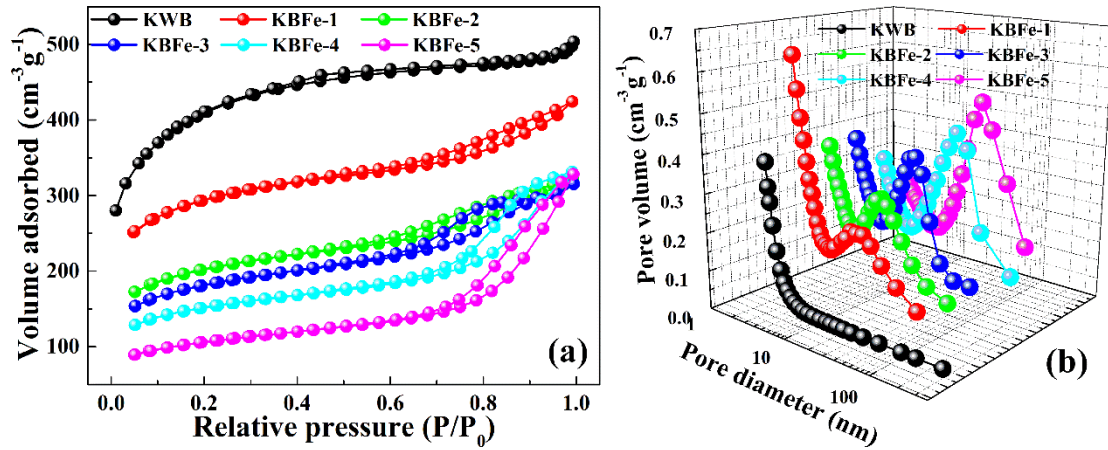 KWB KBFe-1 KBFe-2
KBFe-3 KBFe-4 KBFe-5
500
400
300
200
100
Volume adsorbed (cm⁻³g⁻¹)
0.0 0.2 0.4 0.6 0.8 1.0
Relative pressure (P/P₀)
(a)
KWB KBFe-1
KBFe-2 KBFe-3
KBFe-4 KBFe-5
0.7
0.6
0.5
0.4
0.3
0.2
0.1
0.0
Pore volume (cm⁻³g⁻¹)
1
10
100
Pore diameter (nm)
(b)